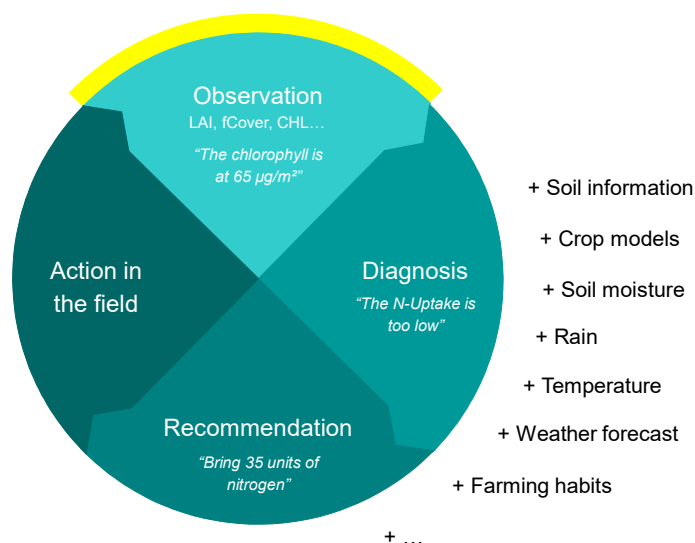 Observation
LAI, fCover, CHL…
“The chlorophyll is
at 65 µg/m²”
Action in
the field
Diagnosis
“The N-Uptake is
too low”
Recommendation
“Bring 35 units of
nitrogen”
+ Soil information
+ Crop models
+ Soil moisture
+ Rain
+ Temperature
+ Weather forecast
+ Farming habits
+ …